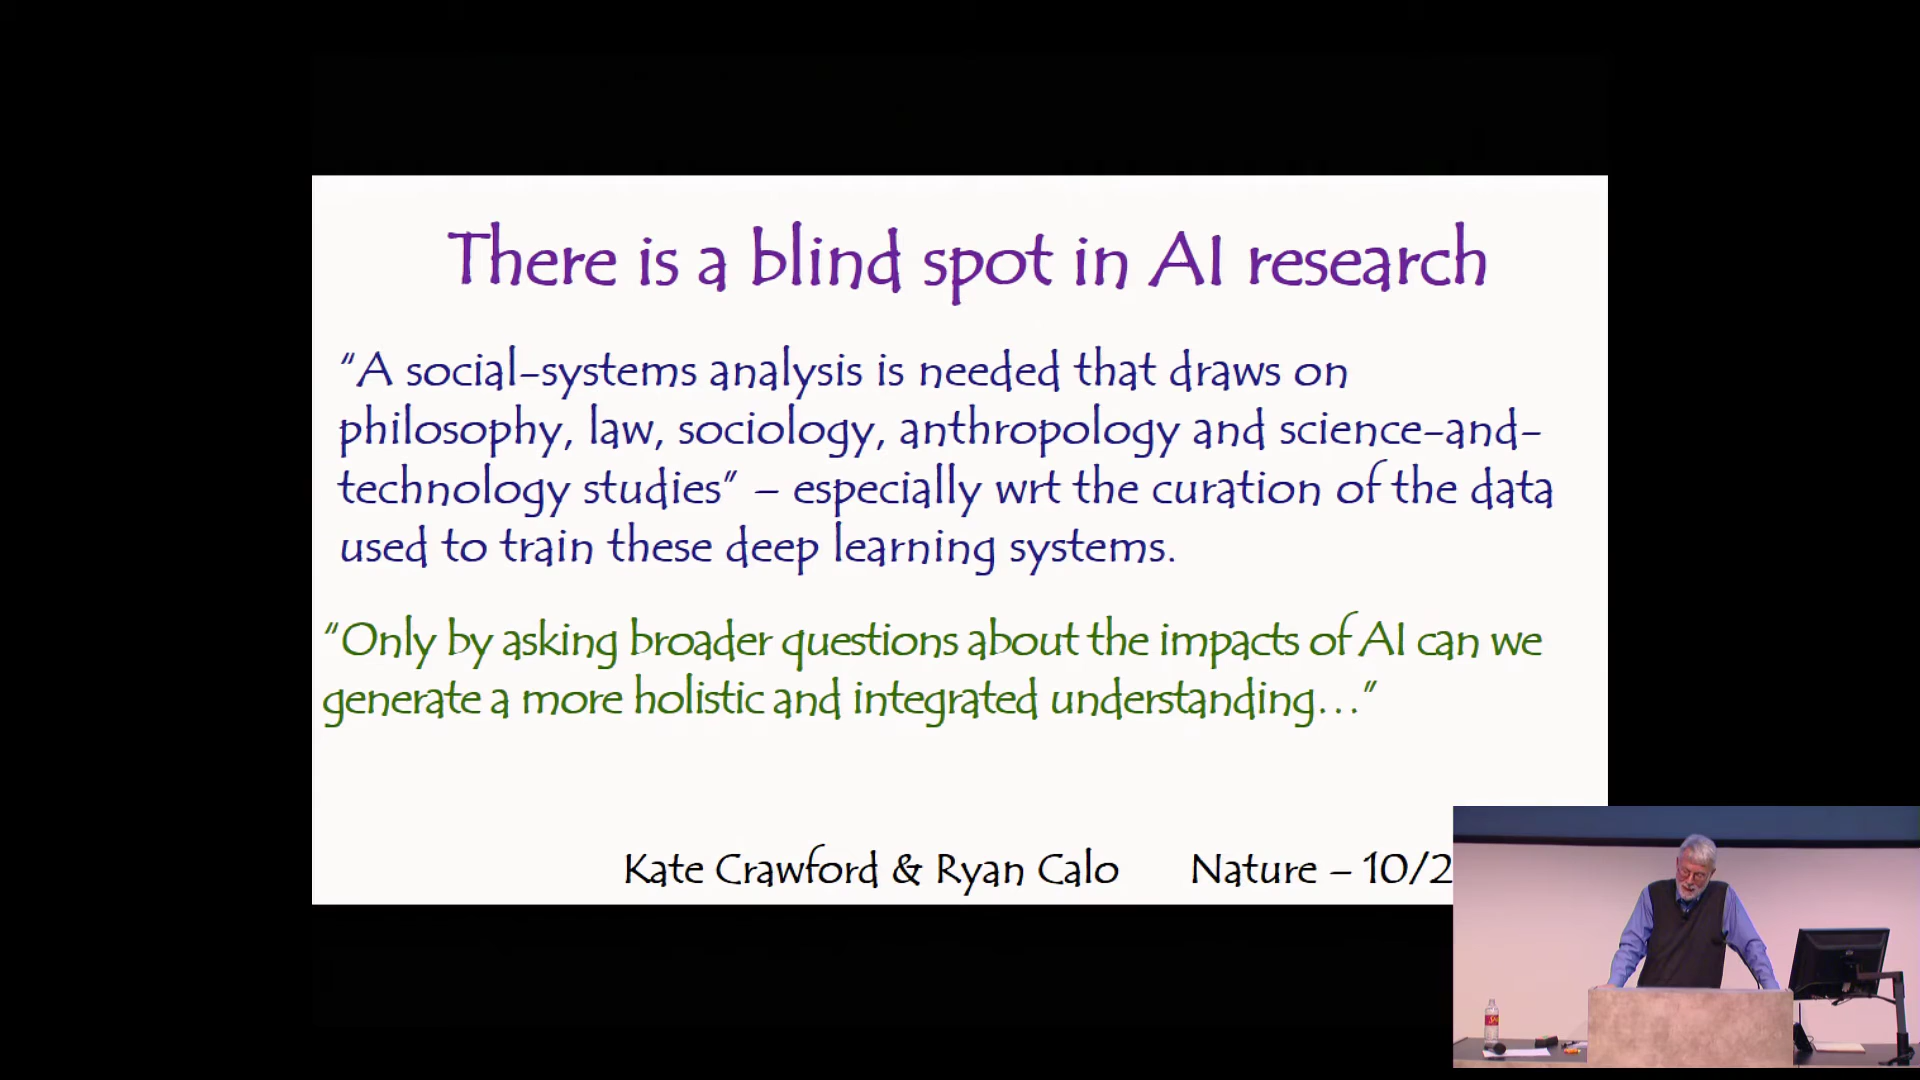 There is a blind spot in AI research
“A social-systems analysis is needed that draws on
philosophy, law, sociology, anthropology and science-and-
technology studies” – especially wrt the curation of the data
used to train these deep learning systems.
“Only by asking broader questions about the impacts of AI can we
generate a more holistic and integrated understanding…”
Kate Crawford & Ryan Calo Nature – 10/2